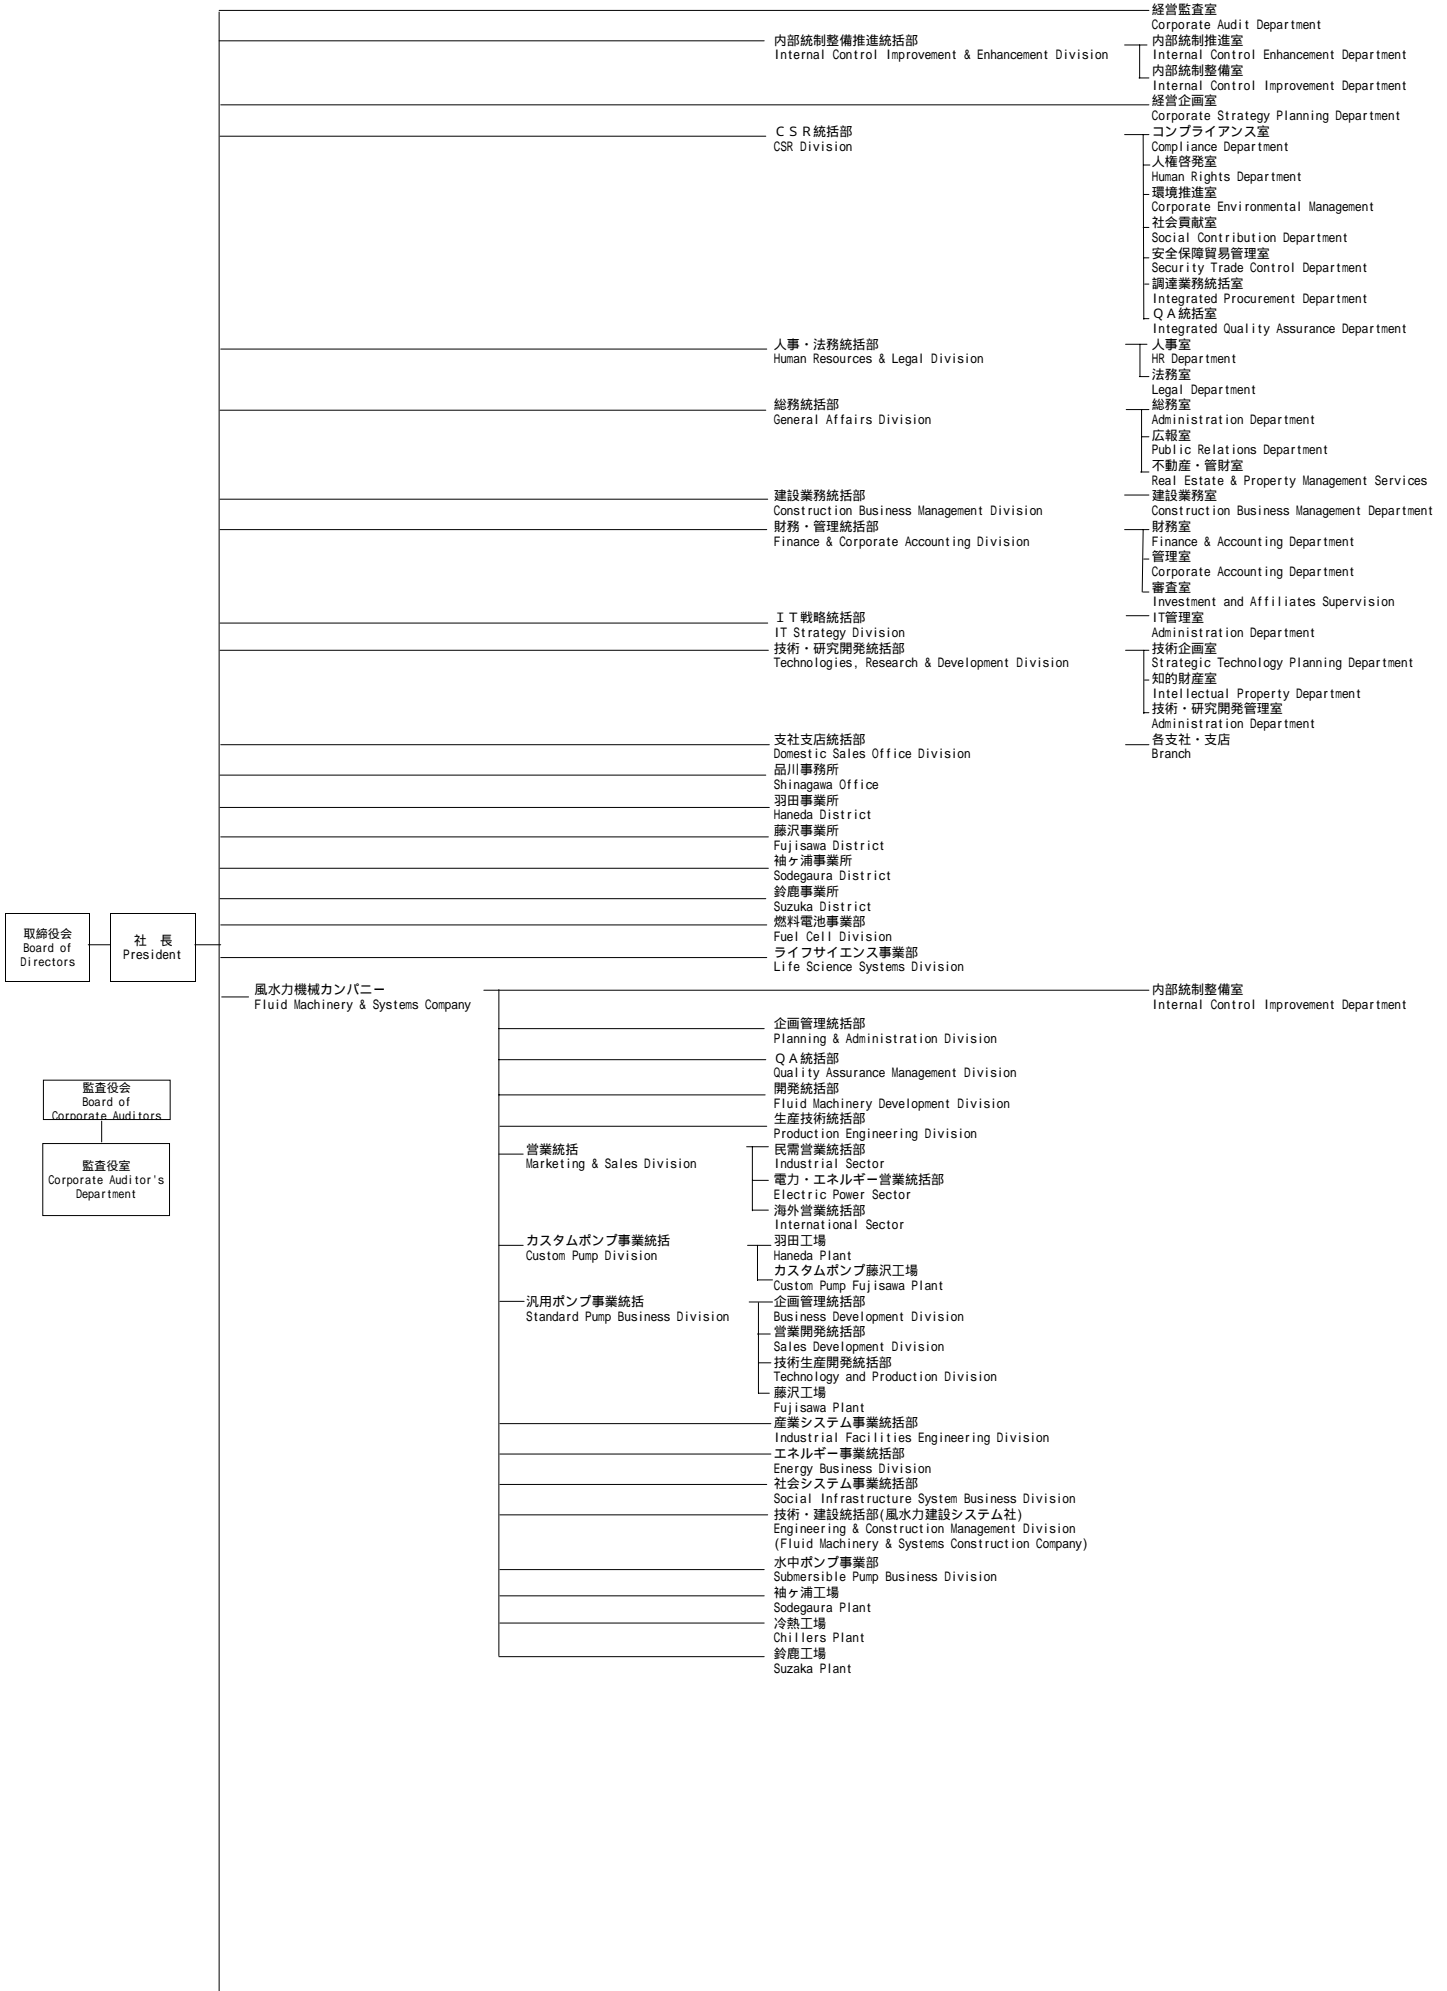 経営監査室
Corporate Audit Department
内部統制整備推進統括部
Internal Control Improvement & Enhancement Division
内部統制推進室
Internal Control Enhancement Department
内部統制整備室
Internal Control Improvement Department
経営企画室
Corporate Strategy Planning Department
ＣＳＲ統括部
CSR Division
コンプライアンス室
Compliance Department
人権啓発室
Human Rights Department
環境推進室
Corporate Environmental Management
社会貢献室
Social Contribution Department
安全保障貿易管理室
Security Trade Control Department
調達業務統括室
Integrated Procurement Department
ＱＡ統括室
Integrated Quality Assurance Department
人事・法務統括部
Human Resources & Legal Division
人事室
HR Department
法務室
Legal Department
総務統括部
General Affairs Division
総務室
Administration Department
広報室
Public Relations Department
不動産・管財室
Real Estate & Property Management Services
建設業務統括部
Construction Business Management Division
建設業務室
Construction Business Management Department
財務・管理統括部
Finance & Corporate Accounting Division
財務室
Finance & Accounting Department
管理室
Corporate Accounting Department
審査室
Investment and Affiliates Supervision
ＩＴ戦略統括部
IT Strategy Division
IT管理室
Administration Department
技術・研究開発統括部
Technologies, Research & Development Division
技術企画室
Strategic Technology Planning Department
知的財産室
Intellectual Property Department
技術・研究開発管理室
Administration Department
支社支店統括部
Domestic Sales Office Division
各支社・支店
Branch
品川事務所
Shinagawa Office
羽田事業所
Haneda District
藤沢事業所
Fujisawa District
袖ヶ浦事業所
Sodegaura District
鈴鹿事業所
Suzuka District
燃料電池事業部
Fuel Cell Division
ライフサイエンス事業部
Life Science Systems Division
取締役会
Board of
Directors
社　長
President
風水力機械カンパニー
Fluid Machinery & Systems Company
内部統制整備室
Internal Control Improvement Department
企画管理統括部
Planning & Administration Division
ＱＡ統括部
Quality Assurance Management Division
開発統括部
Fluid Machinery Development Division
生産技術統括部
Production Engineering Division
監査役会
Board of
Corporate Auditors
監査役室
Corporate Auditor's
Department
営業統括
Marketing & Sales Division
民需営業統括部
Industrial Sector
電力・エネルギー営業統括部
Electric Power Sector
海外営業統括部
International Sector
カスタムポンプ事業統括
Custom Pump Division
羽田工場
Haneda Plant
カスタムポンプ藤沢工場
Custom Pump Fujisawa Plant
汎用ポンプ事業統括
Standard Pump Business Division
企画管理統括部
Business Development Division
営業開発統括部
Sales Development Division
技術生産開発統括部
Technology and Production Division
藤沢工場
Fujisawa Plant
産業システム事業統括部
Industrial Facilities Engineering Division
エネルギー事業統括部
Energy Business Division
社会システム事業統括部
Social Infrastructure System Business Division
技術・建設統括部(風水力建設システム社)
Engineering & Construction Management Division
(Fluid Machinery & Systems Construction Company)
水中ポンプ事業部
Submersible Pump Business Division
袖ヶ浦工場
Sodegaura Plant
冷熱工場
Chillers Plant
鈴鹿工場
Suzaka Plant